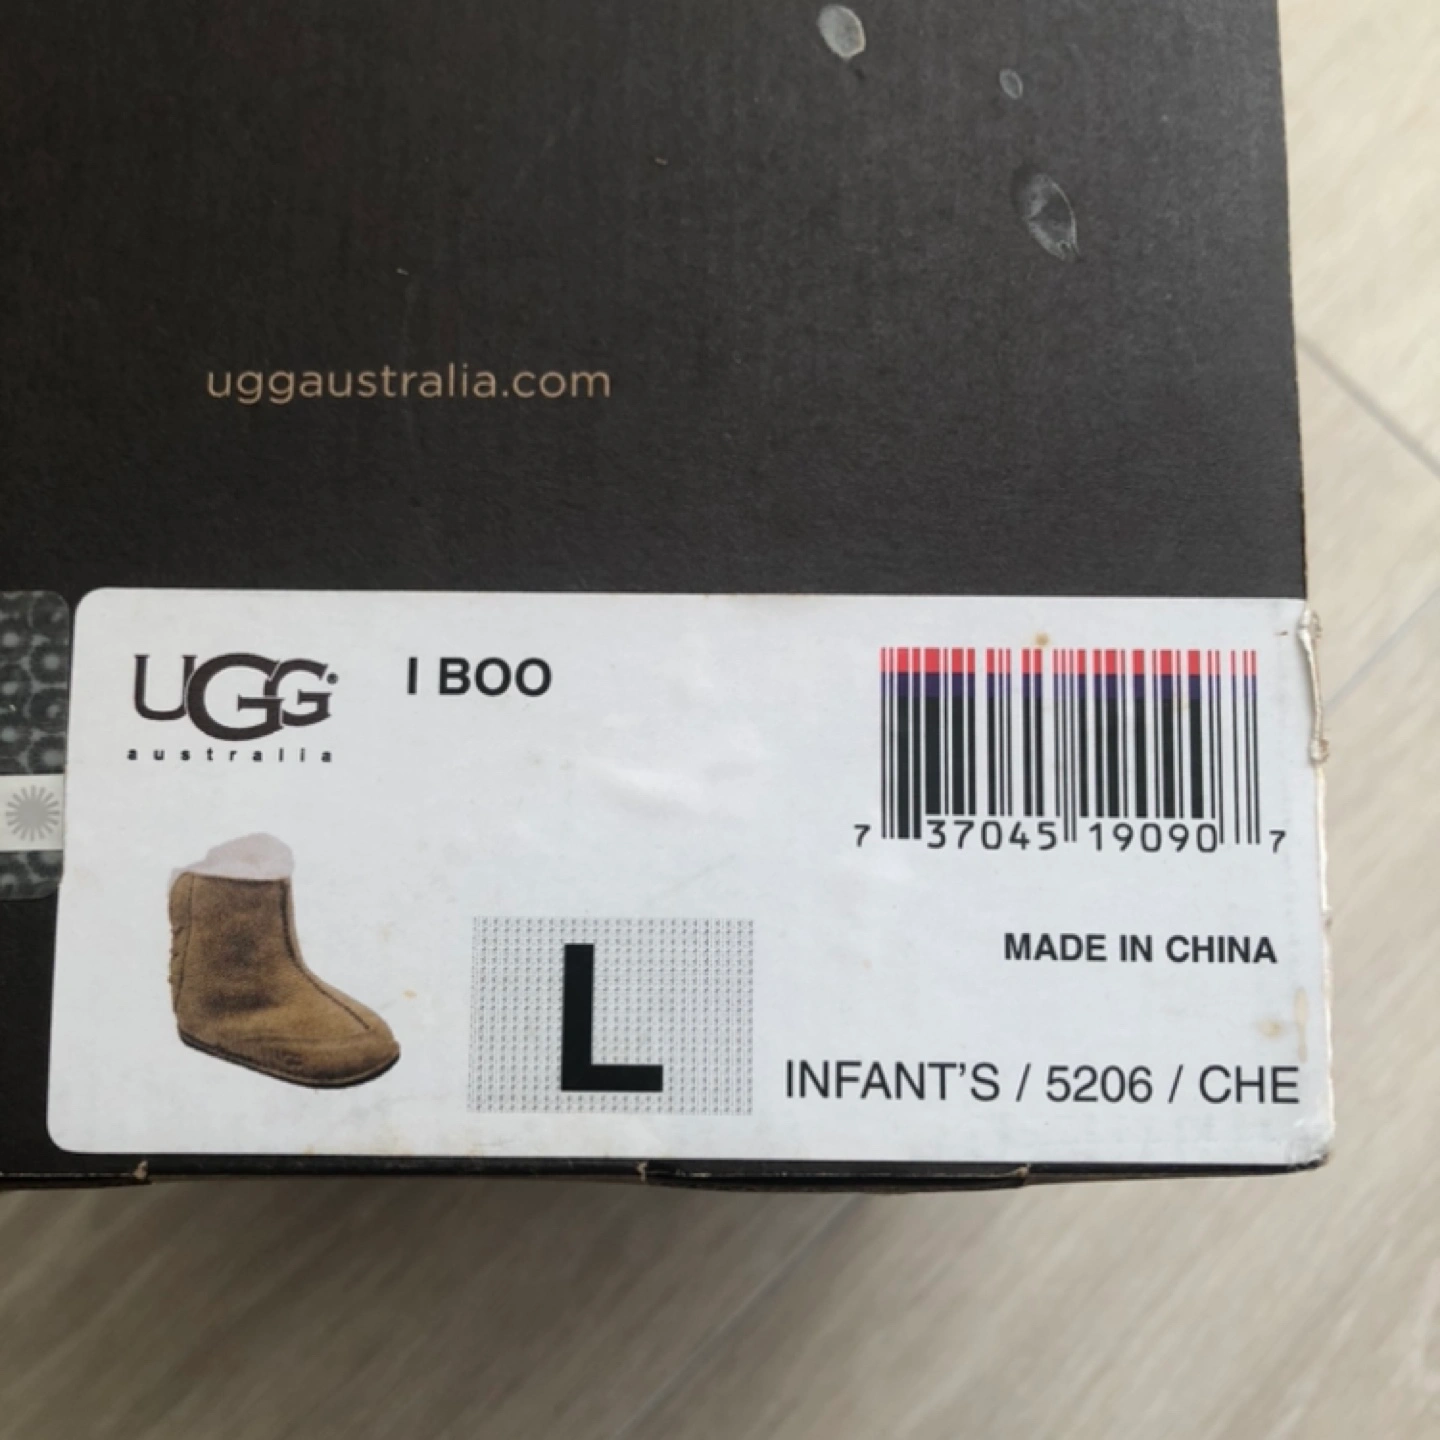 uggaustralia.com
UGG®
australia
I BOO
7 37045 19090 7
MADE IN CHINA
L
INFANT'S / 5206 / CHE